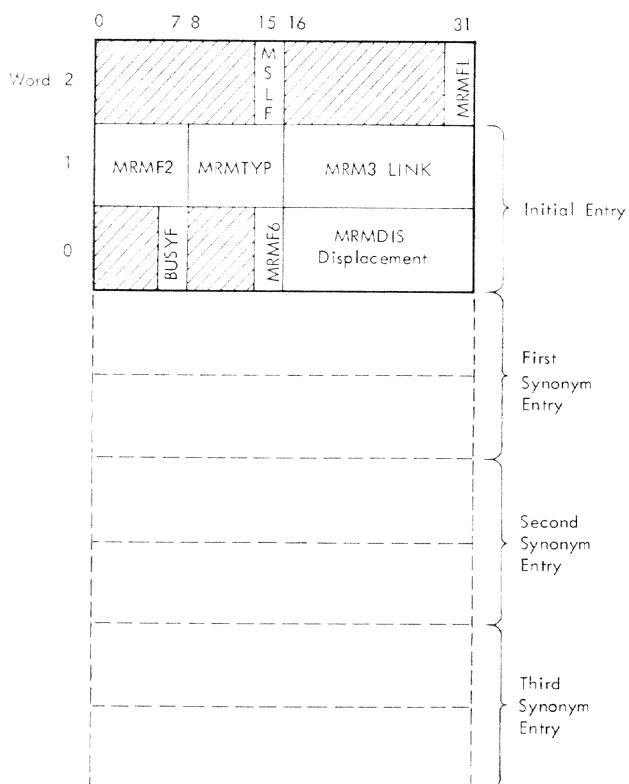 0 7 8 15 16 31
Word 2
MSLF
MRMFL
1
MRMF2
MRMTYP
MRM3 LINK
Initial Entry
0
BUSYF
MRMF6
MRMDIS
Displacement
First
Synonym
Entry
Second
Synonym
Entry
Third
Synonym
Entry